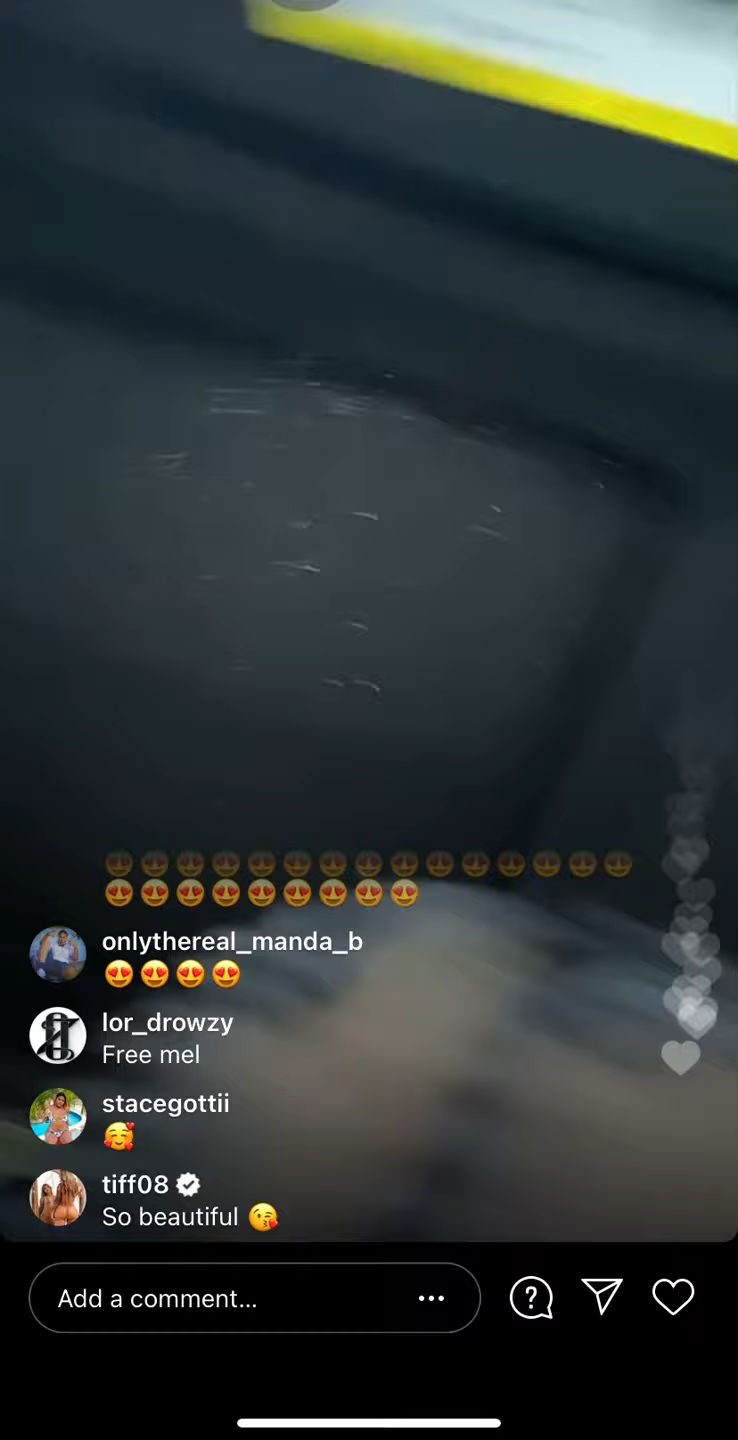 😍😍😍😍😍😍😍😍😍😍😍😍😍😍😍
😍😍😍😍😍😍😍😍😍
onlythereal_manda_b
😍😍😍😍
lor_drowzy
Free mel
stacegottii
🥰
tiff08
So beautiful 😘
Add a comment...